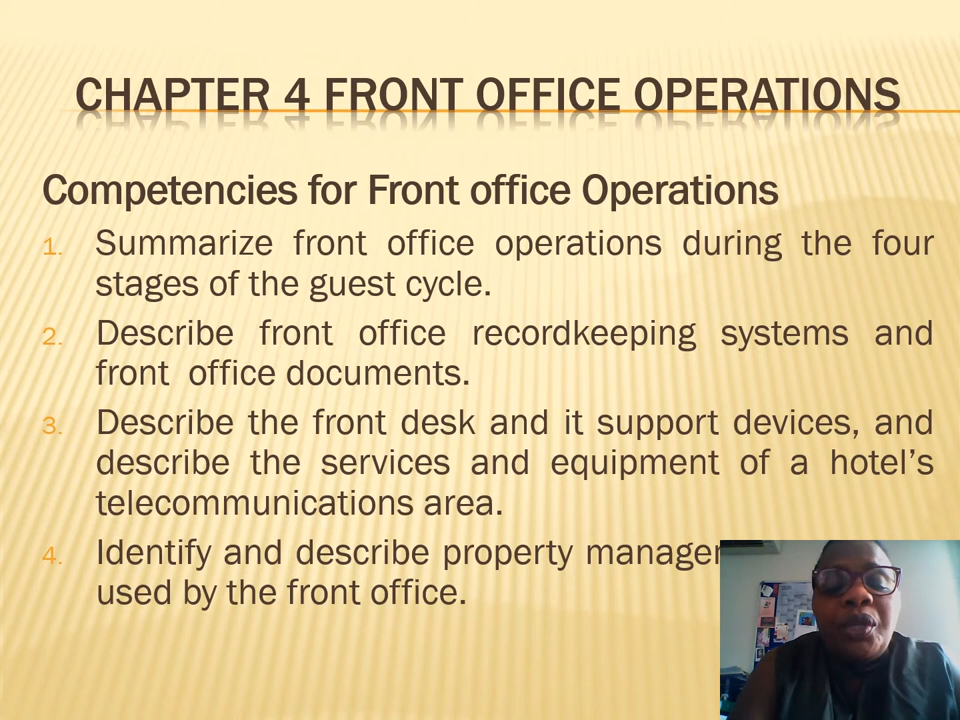 CHAPTER 4 FRONT OFFICE OPERATIONS
Competencies for Front office Operations
1. Summarize front office operations during the four
stages of the guest cycle.
2. Describe front office recordkeeping systems and
front office documents.
3. Describe the front desk and it support devices, and
describe the services and equipment of a hotel's
telecommunications area.
4. Identify and describe property
used by the front office.